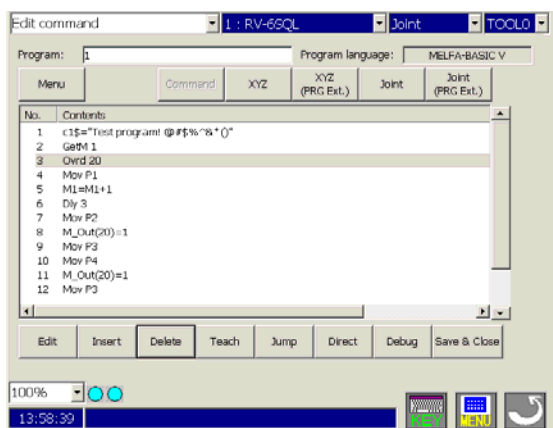 Edit command 1 : RV-6SQL Joint TOOL0
Program: 1 Program language: MELFA-BASIC V
Menu Command XYZ XYZ (PRG Ext.) Joint Joint (PRG Ext.)
No. Contents
1 c1$="Test program! @#$%^&*()"
2 GetM 1
3 Ovrd 20
4 Mov P1
5 M1=M1+1
6 Dly 3
7 Mov P2
8 M_Out(20)=1
9 Mov P3
10 Mov P4
11 M_Out(20)=1
12 Mov P3
Edit Insert Delete Teach Jump Direct Debug Save & Close
100%
KEY MENU
13:58:39